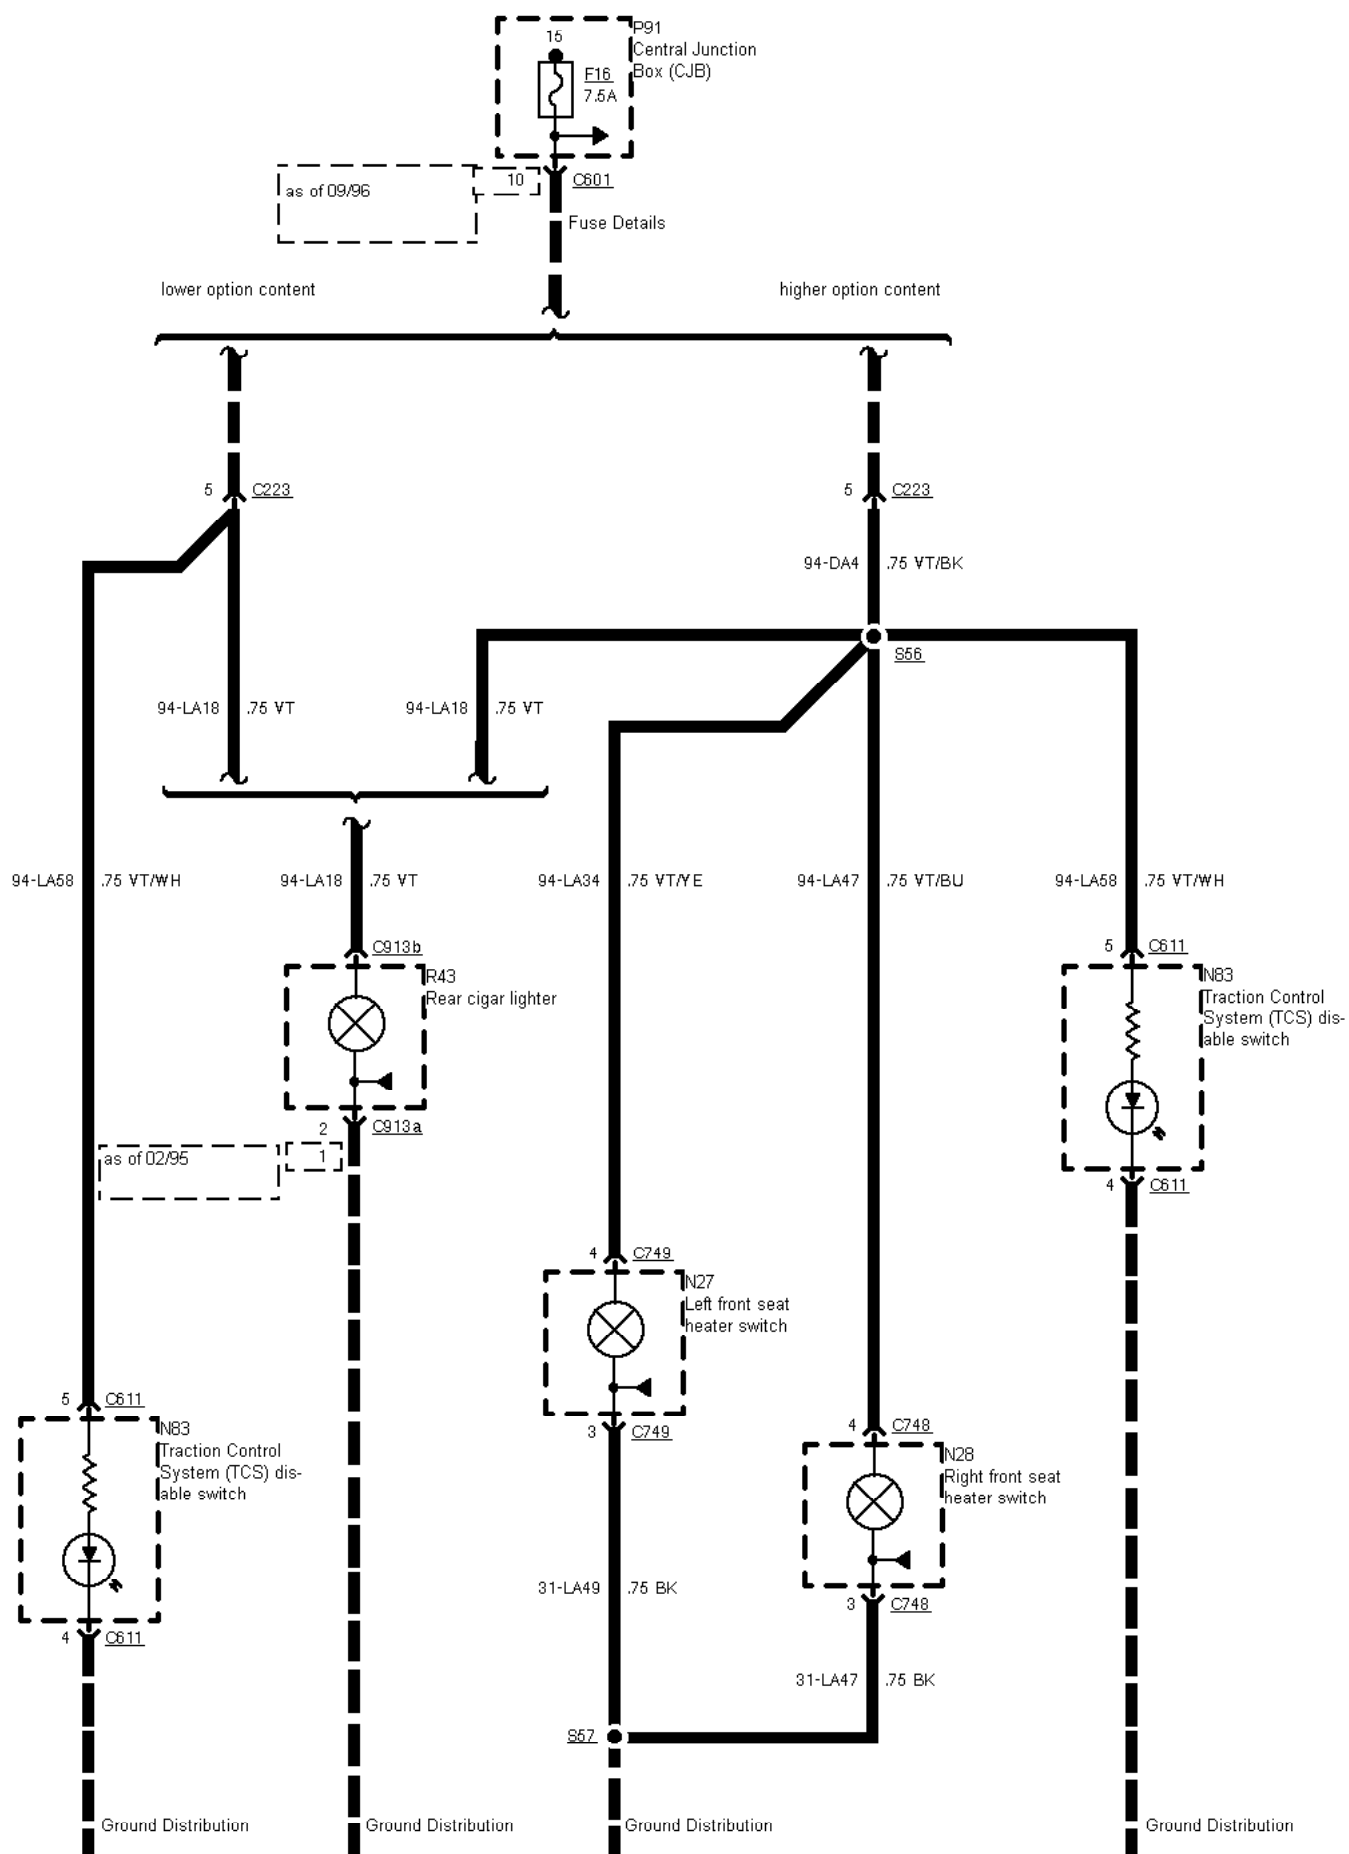 P91
15
Central Junction
Box (CJB)
F16
7.5A
10
C601
as of 09/96
Fuse Details
lower option content
higher option content
5
C223
5
C223
94-DA4
.75 VT/BK
S56
94-LA18
.75 VT
94-LA18
.75 VT
94-LA58
.75 VT/WH
94-LA18
.75 VT
94-LA34
.75 VT/YE
94-LA47
.75 VT/BU
94-LA58
.75 VT/WH
C913b
5
C611
R43
Rear cigar lighter
N83
Traction Control
System (TCS) dis-
able switch
2
C913a
as of 02/95
1
4
C611
4
C749
N27
Left front seat
heater switch
5
C611
3
C749
4
C748
N83
Traction Control
System (TCS) dis-
able switch
N28
Right front seat
heater switch
31-LA49
.75 BK
3
C748
4
C611
31-LA47
.75 BK
S57
Ground Distribution
Ground Distribution
Ground Distribution
Ground Distribution